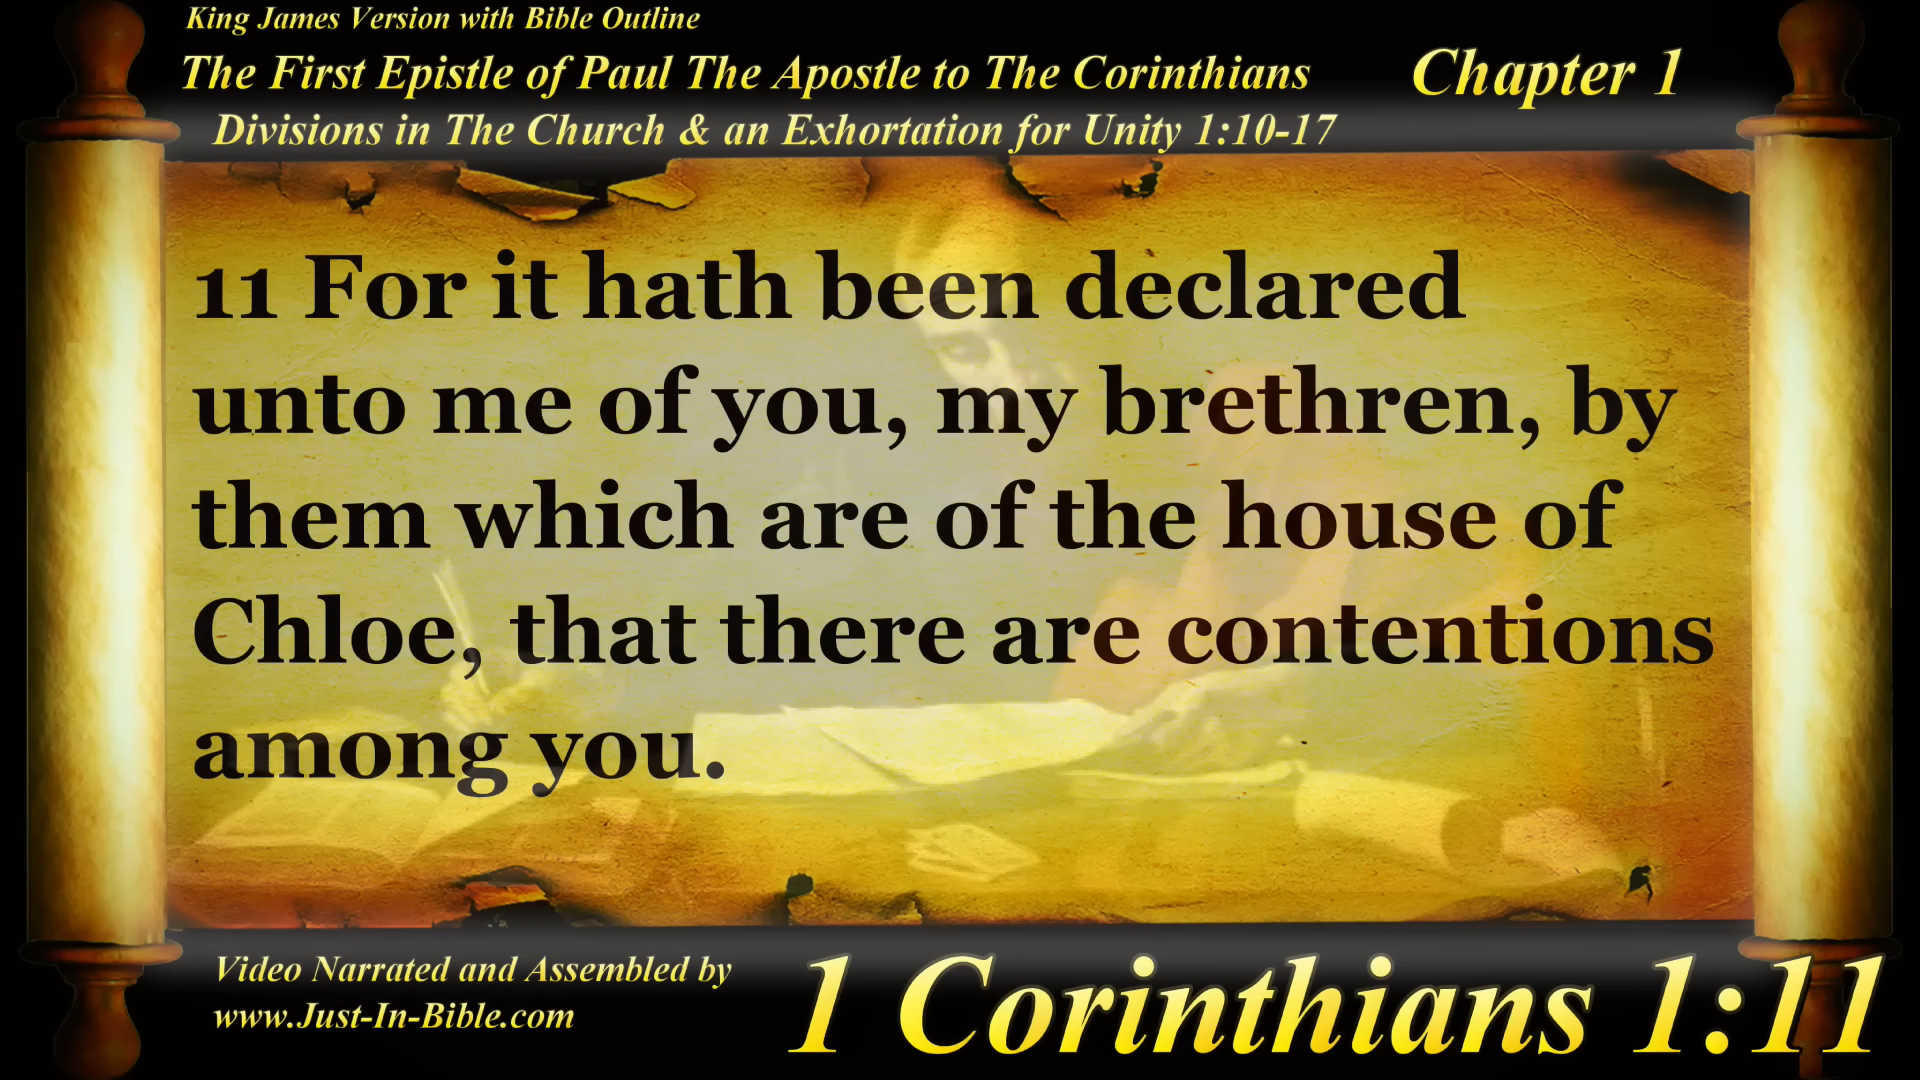 King James Version with Bible Outline
The First Epistle of Paul The Apostle to The Corinthians
Chapter 1
Divisions in The Church & an Exhortation for Unity 1:10-17
11 For it hath been declared
unto me of you, my brethren, by
them which are of the house of
Chloe, that there are contentions
among you.
Video Narrated and Assembled by
www.Just-In-Bible.com
1 Corinthians 1:11